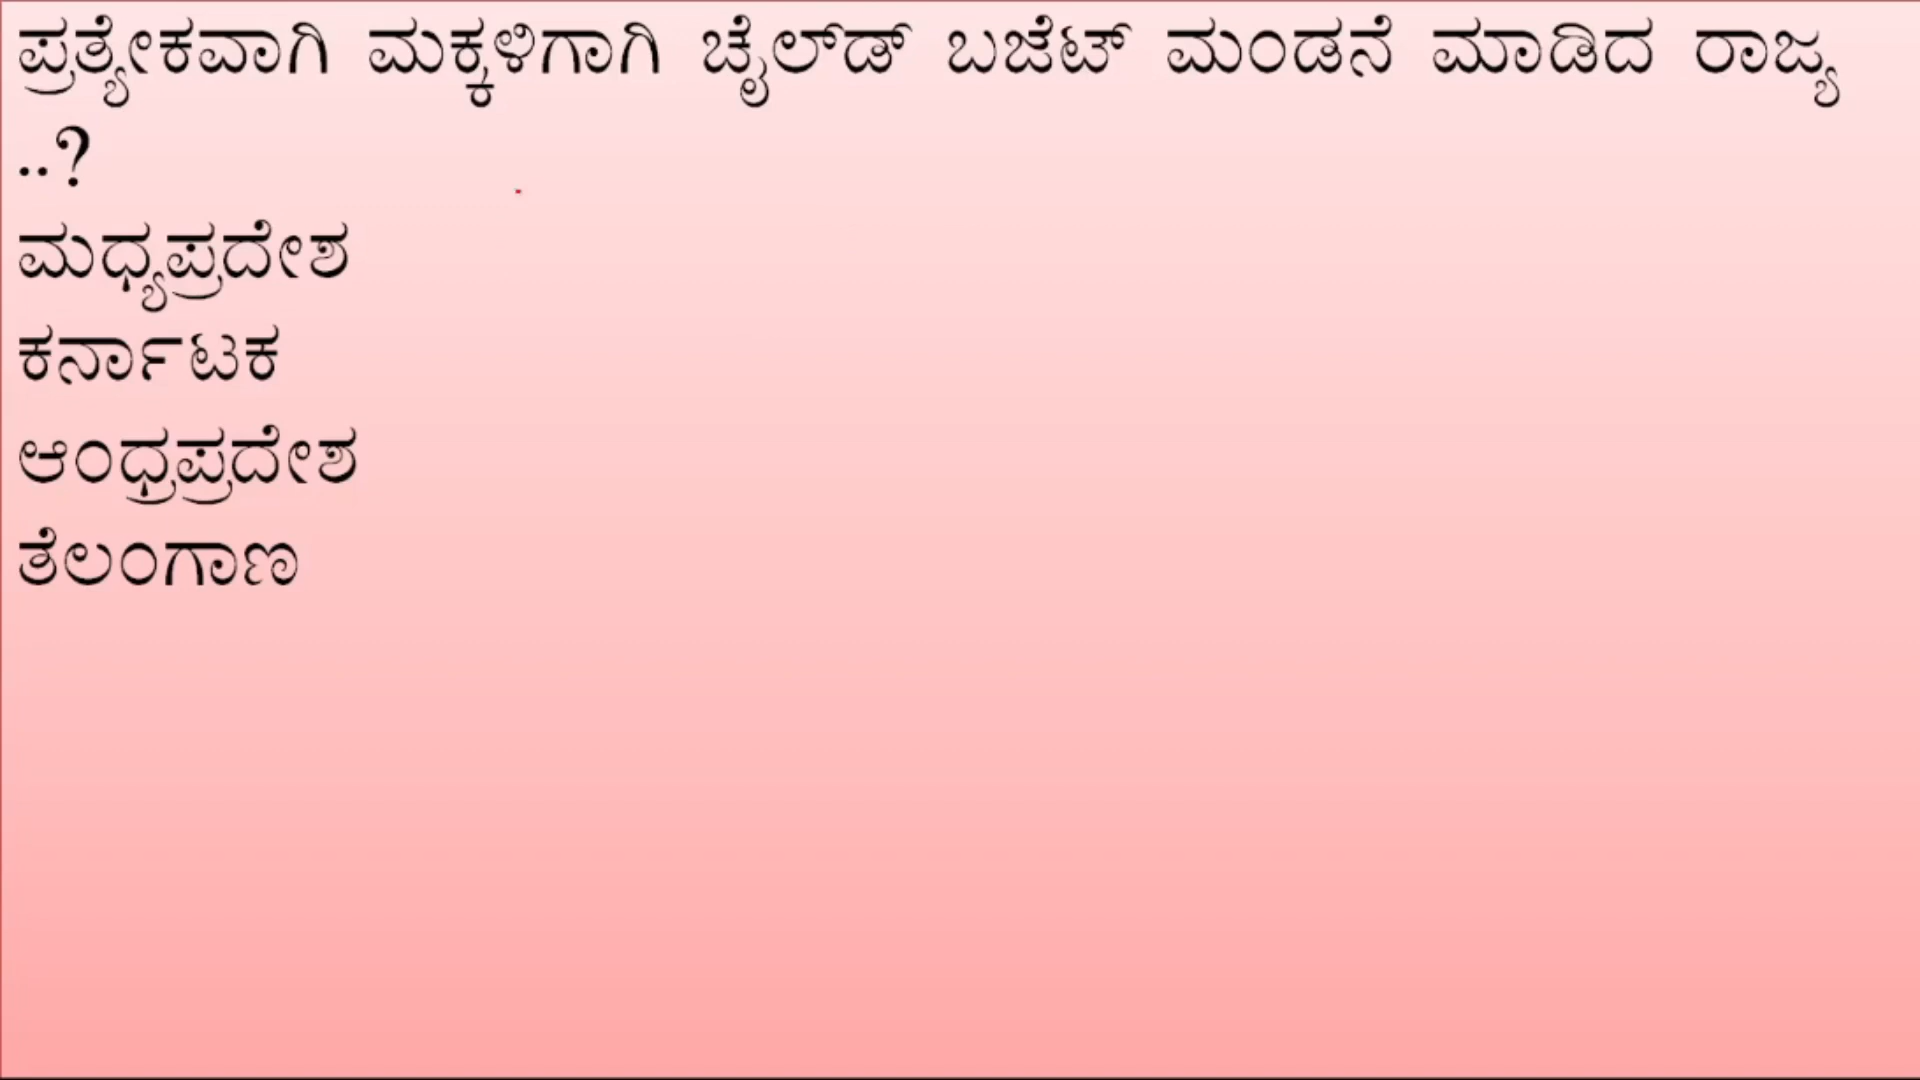 ಪ್ರತ್ಯೇಕವಾಗಿ ಮಕ್ಕಳಿಗಾಗಿ ಚೈಲ್‌ಡ್ ಬಜೆಟ್ ಮಂಡನೆ ಮಾಡಿದ ರಾಜ್ಯ
..?
ಮಧ್ಯಪ್ರದೇಶ
ಕರ್ನಾಟಕ
ಆಂಧ್ರಪ್ರದೇಶ
ತೆಲಂಗಾಣ